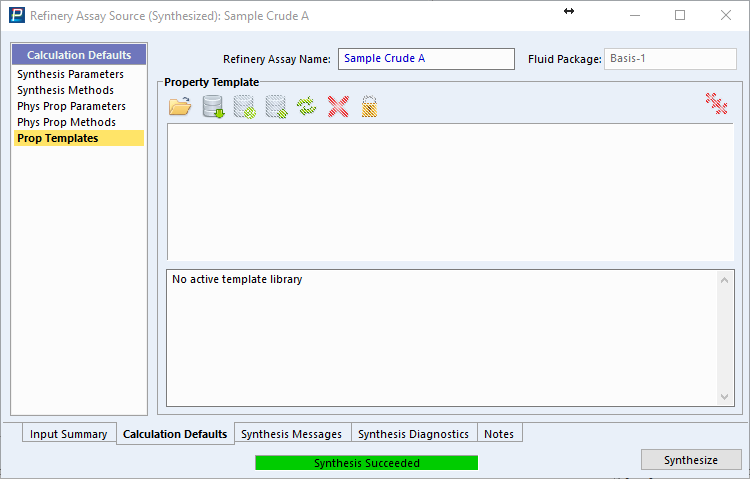 Refinery Assay Source (Synthesized): Sample Crude A
Calculation Defaults
Synthesis Parameters
Synthesis Methods
Phys Prop Parameters
Phys Prop Methods
Prop Templates
Refinery Assay Name: Sample Crude A Fluid Package: Basis-1
Property Template
No active template library
Input Summary Calculation Defaults Synthesis Messages Synthesis Diagnostics Notes
Synthesis Succeeded Synthesize